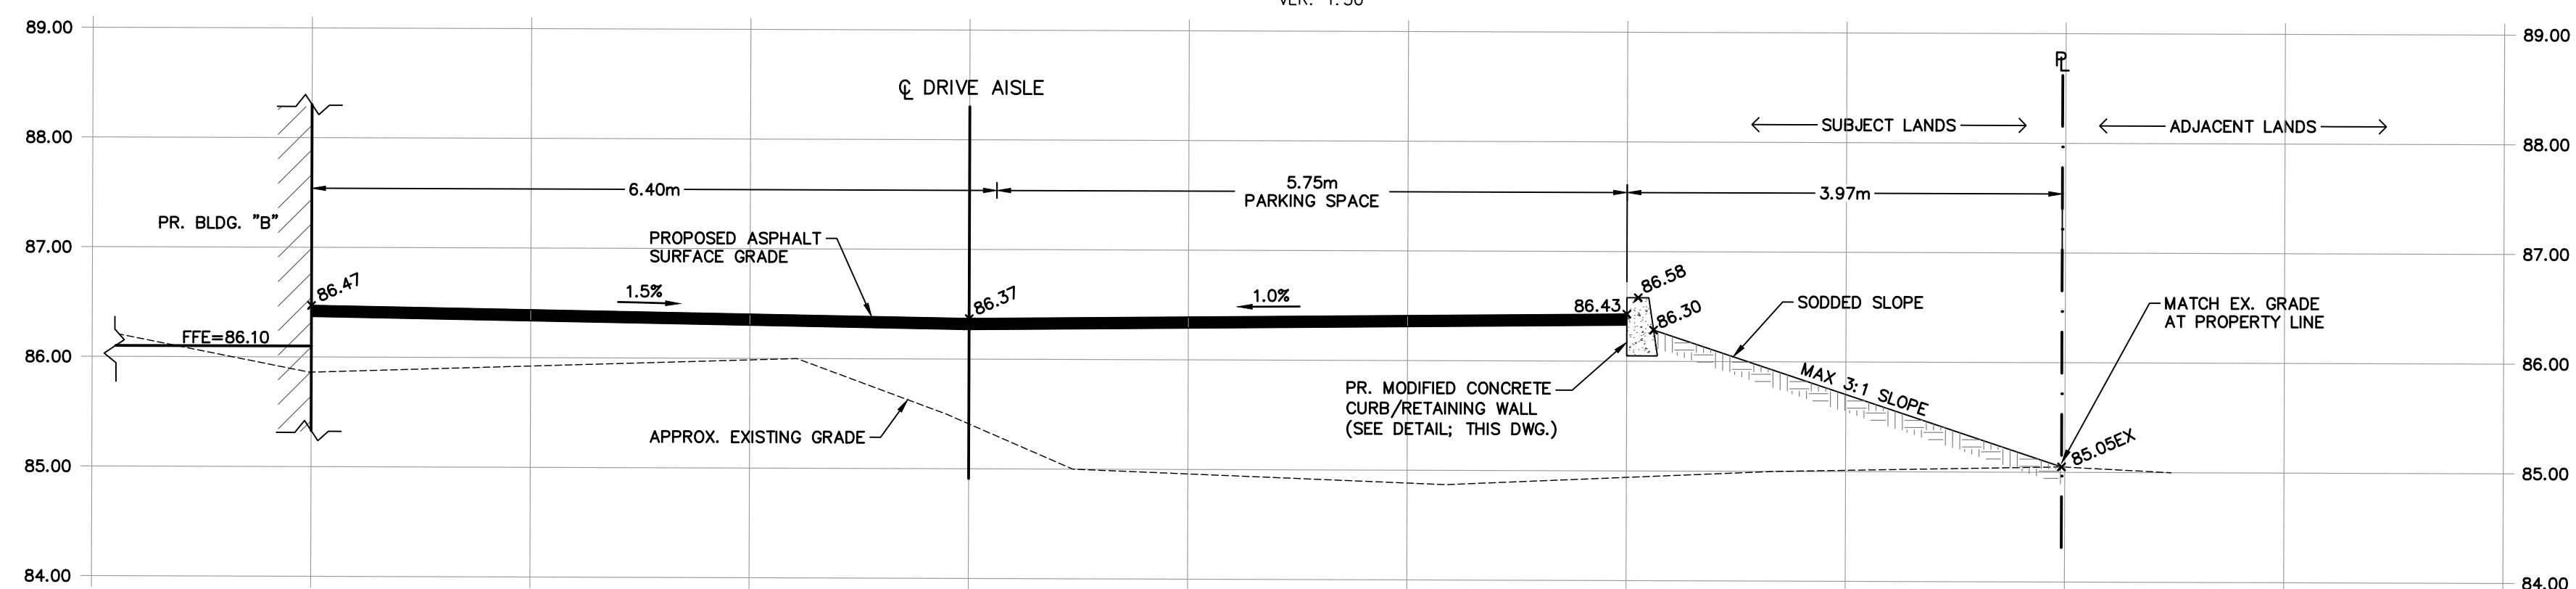 89.00
89.00
℄ DRIVE AISLE
℄ 
SUBJECT LANDS
ADJACENT LANDS
88.00
88.00
6.40m
5.75m
PARKING SPACE
3.97m
PR. BLDG. "B"
87.00
87.00
PROPOSED ASPHALT
SURFACE GRADE
86.47
1.5%
86.37
1.0%
86.43
86.58
86.30
SODDED SLOPE
MATCH EX. GRADE
AT PROPERTY LINE
FFE=86.10
86.00
86.00
MAX 3:1 SLOPE
PR. MODIFIED CONCRETE
CURB/RETAINING WALL
(SEE DETAIL; THIS DWG.)
APPROX. EXISTING GRADE
85.05EX
85.00
85.00
84.00
84.00